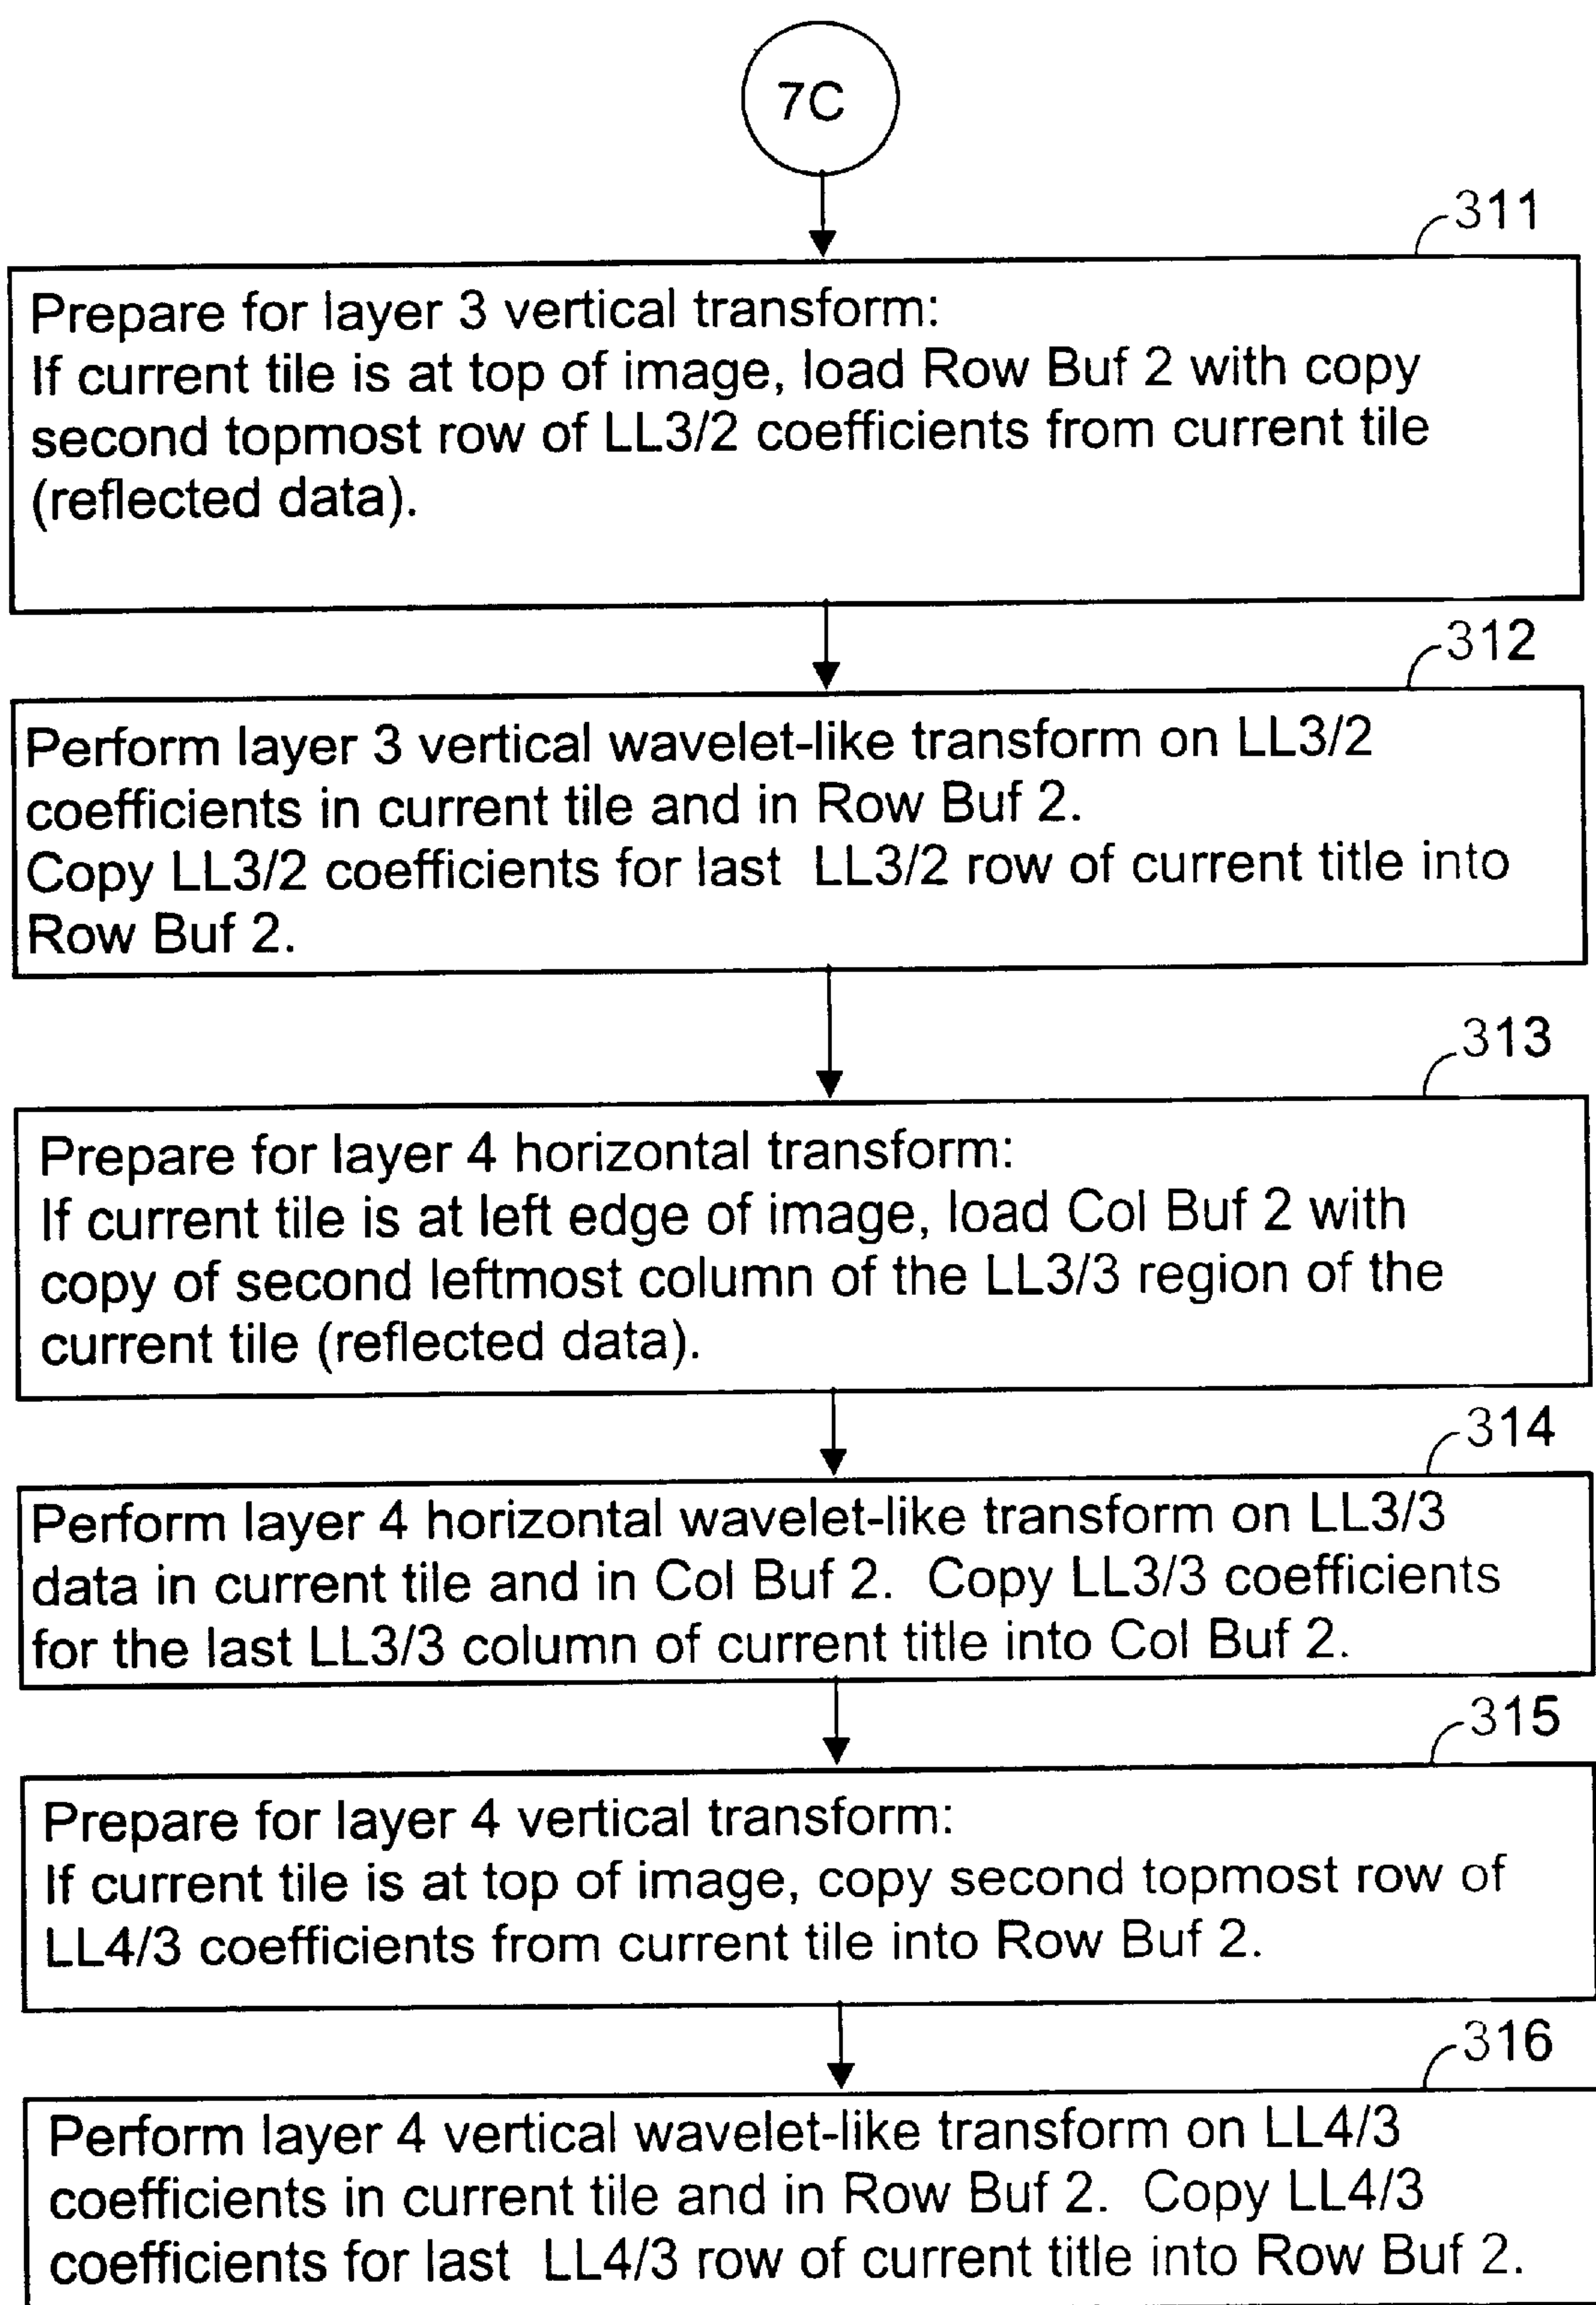 7C
311
Prepare for layer 3 vertical transform:
If current tile is at top of image, load Row Buf 2 with copy
second topmost row of LL3/2 coefficients from current tile
(reflected data).
312
Perform layer 3 vertical wavelet-like transform on LL3/2
coefficients in current tile and in Row Buf 2.
Copy LL3/2 coefficients for last LL3/2 row of current title into
Row Buf 2.
313
Prepare for layer 4 horizontal transform:
If current tile is at left edge of image, load Col Buf 2 with
copy of second leftmost column of the LL3/3 region of the
current tile (reflected data).
314
Perform layer 4 horizontal wavelet-like transform on LL3/3
data in current tile and in Col Buf 2. Copy LL3/3 coefficients
for the last LL3/3 column of current title into Col Buf 2.
315
Prepare for layer 4 vertical transform:
If current tile is at top of image, copy second topmost row of
LL4/3 coefficients from current tile into Row Buf 2.
316
Perform layer 4 vertical wavelet-like transform on LL4/3
coefficients in current tile and in Row Buf 2. Copy LL4/3
coefficients for last LL4/3 row of current title into Row Buf 2.